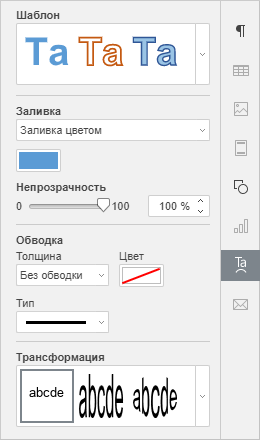 Шаблон
Ta Ta Ta
Заливка
Заливка цветом
Непрозрачность
0 100 100 %
Обводка
Толщина Цвет
Без обводки
Тип
Трансформация
abcde abcde abcde
Ta